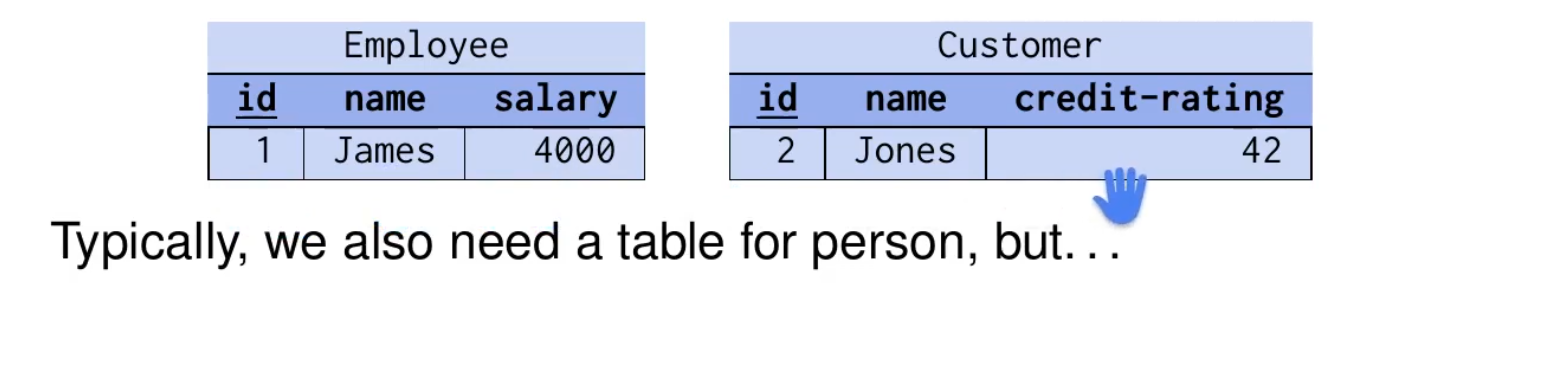 Employee
id name salary
1 James 4000
Customer
id name credit-rating
2 Jones 42
Typically, we also need a table for person, but...